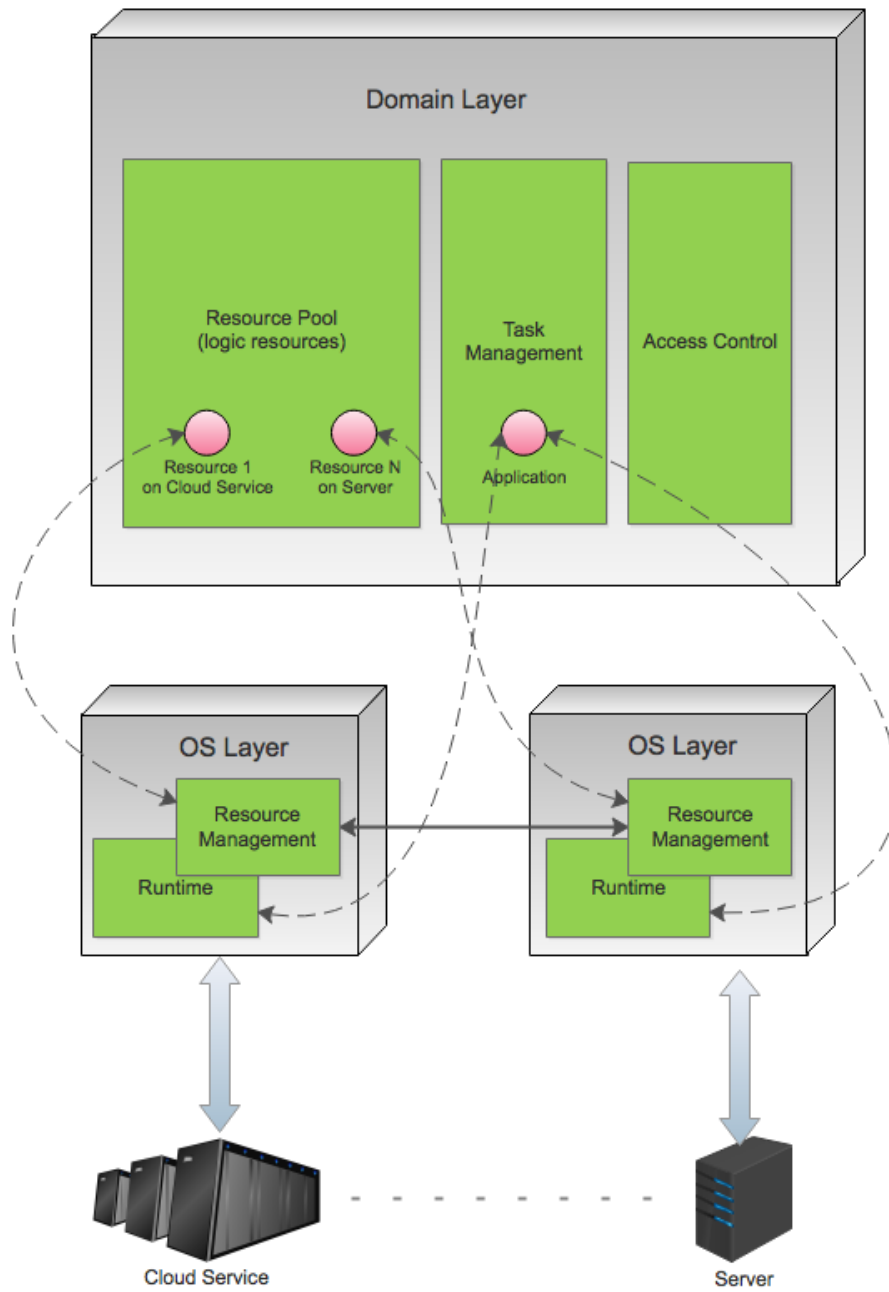 Domain Layer
Resource Pool
(logic resources)
Task
Management
Access Control
Resource 1
on Cloud Service
Resource N
on Server
Application
OS Layer
Resource
Management
Runtime
OS Layer
Resource
Management
Runtime
Cloud Service
Server